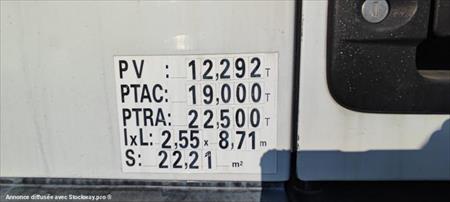 PV : 12,292 T
PTAC: 19,000 T
PTRA: 22,500 T
IxL: 2,55 x 8,71 m
S: 22,21 m²
Annonce diffusée avec Stockway.pro ®